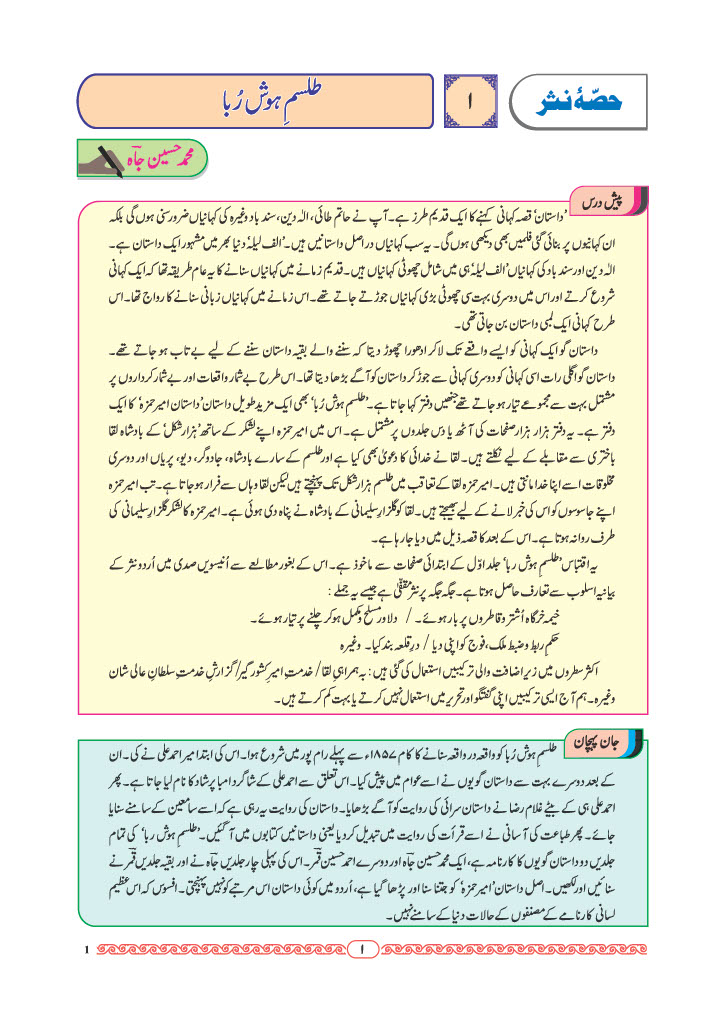 حصّۂ نثر
۱
طلسمِ ہوش رُبا
محمد حسین جاہؔ
پیش درس
’داستان‘ قصہ کہانی کہنے کا ایک قدیم طرز ہے۔ آپ نے حاتم طائی، الہٰ دین، سند باد وغیرہ کی کہانیاں ضرور سنی ہوں گی بلکہ
ان کہانیوں پر بنائی گئی فلمیں بھی دیکھی ہوں گی۔ یہ سب کہانیاں دراصل داستانیں ہیں۔ ’الف لیلہ‘ دنیا بھر میں مشہور ایک داستان ہے۔
الہٰ دین اور سند باد کی کہانیاں ’الف لیلہ‘ ہی میں شامل چھوٹی کہانیاں ہیں۔ قدیم زمانے میں کہانیاں سنانے کا یہ عام طریقہ تھا کہ ایک کہانی
شروع کرتے اور اس میں دوسری بہت سی چھوٹی بڑی کہانیاں جوڑتے جاتے تھے۔ اس زمانے میں کہانیاں زبانی سنانے کا رواج تھا۔ اس
طرح کہانی ایک لمبی داستان بن جاتی تھی۔
داستان گو ایک کہانی کو ایسے واقعے تک لا کر ادھورا چھوڑ دیتا کہ سننے والے بقیہ داستان سننے کے لیے بے تاب ہو جاتے تھے۔
داستان گو اگلی رات اسی کہانی کو دوسری کہانی سے جوڑ کر داستان کو آگے بڑھا دیتا تھا۔ اس طرح بے شمار واقعات اور بے شمار کرداروں پر
مشتمل بہت سے مجموعے تیار ہو جاتے تھے جنھیں دفتر کہا جاتا ہے۔ ’طلسمِ ہوش رُبا‘ بھی ایک مزید طویل داستان ’داستان امیر حمزہ‘ کا ایک
دفتر ہے۔ یہ دفتر ہزار ہزار صفحات کی آٹھ یا دس جلدوں پر مشتمل ہے۔ اس میں امیر حمزہ اپنے لشکر کے ساتھ ’ہزار شکل‘ کے بادشاہ لقا
باختری سے مقابلے کے لیے نکلتے ہیں۔ لقا نے خدائی کا دعویٰ بھی کیا ہے اور طلسم کے سارے بادشاہ، جادوگر، دیو، پریاں اور دوسری
مخلوقات اسے اپنا خدا مانتی ہیں۔ امیر حمزہ لقا کے تعاقب میں طلسم ہزار شکل تک پہنچتے ہیں لیکن لقا وہاں سے فرار ہو جاتا ہے۔ تب امیر حمزہ
اپنے جاسوسوں کو اس کی خبر لانے کے لیے بھیجتے ہیں۔ لقا کو گلزارِ سلیمانی کے بادشاہ نے پناہ دی ہوئی ہے۔ امیر حمزہ کا لشکر گلزارِ سلیمانی کی
طرف روانہ ہوتا ہے۔ اس کے بعد کا قصہ ذیل میں دیا جا رہا ہے۔
یہ اقتباس ’طلسمِ ہوش رُبا‘ جلد اوّل کے ابتدائی صفحات سے ماخوذ ہے۔ اس کے بغور مطالعے سے اُنیسویں صدی میں اُردو نثر کے
بیانیہ اسلوب سے تعارف حاصل ہوتا ہے۔ جگہ جگہ پر نثر مقفّیٰ ہے جیسے یہ جملے :
خیمہ خرگاہ اُشتر و قاطروں پر بار ہوئے۔ / دلاور مسلح و مکمل ہو کر چلنے پر تیار ہوئے۔
حکمِ ربط و ضبطِ ملک، فوج کو اپنی دیا / درِ قلعہ بند کیا۔ وغیرہ
اکثر سطروں میں زیرِ اضافت والی ترکیبیں استعمال کی گئی ہیں: بہ ہمراہیِ لقا/ خدمتِ امیرِ کشور گیر/ گزارشِ خدمتِ سلطانِ عالی شان
وغیرہ۔ ہم آج ایسی ترکیبیں اپنی گفتگو اور تحریر میں استعمال نہیں کرتے یا بہت کم کرتے ہیں۔
جان پہچان
طلسمِ ہوش رُبا کو واقعہ در واقعہ سنانے کا کام ۱۸۵۷ء سے پہلے رام پور میں شروع ہوا۔ اس کی ابتدا میر احمد علی نے کی۔ ان
کے بعد دوسرے بہت سے داستان گویوں نے اسے عوام میں پیش کیا۔ اس تعلق سے احمد علی کے شاگرد امبا پرشاد کا نام لیا جاتا ہے۔ پھر
احمد علی ہی کے بیٹے غلام رضا نے داستان سرائی کی روایت کو آگے بڑھایا۔ داستان کی روایت یہ رہی ہے کہ اسے سامعین کے سامنے سنایا
جائے۔ پھر طباعت کی آسانی نے اسے قرأت کی روایت میں تبدیل کر دیا یعنی داستانیں کتابوں میں آ گئیں۔ ’طلسمِ ہوش رُبا‘ کی تمام
جلدیں دو داستان گویوں کا کارنامہ ہے، ایک محمد حسین جاہؔ اور دوسرے احمد حسین قمرؔ۔ اس کی پہلی چار جلدیں جاہؔ نے اور بقیہ جلدیں قمرؔ نے
سنائیں اور لکھیں۔ اصل داستان ’امیر حمزہ‘ کو جتنا سنا اور پڑھا گیا ہے، اُردو میں کوئی داستان اس مرتبے کو نہیں پہنچتی۔ افسوس کہ اس عظیم
لسانی کارنامے کے مصنفوں کے حالات دنیا کے سامنے نہیں۔
1
۱